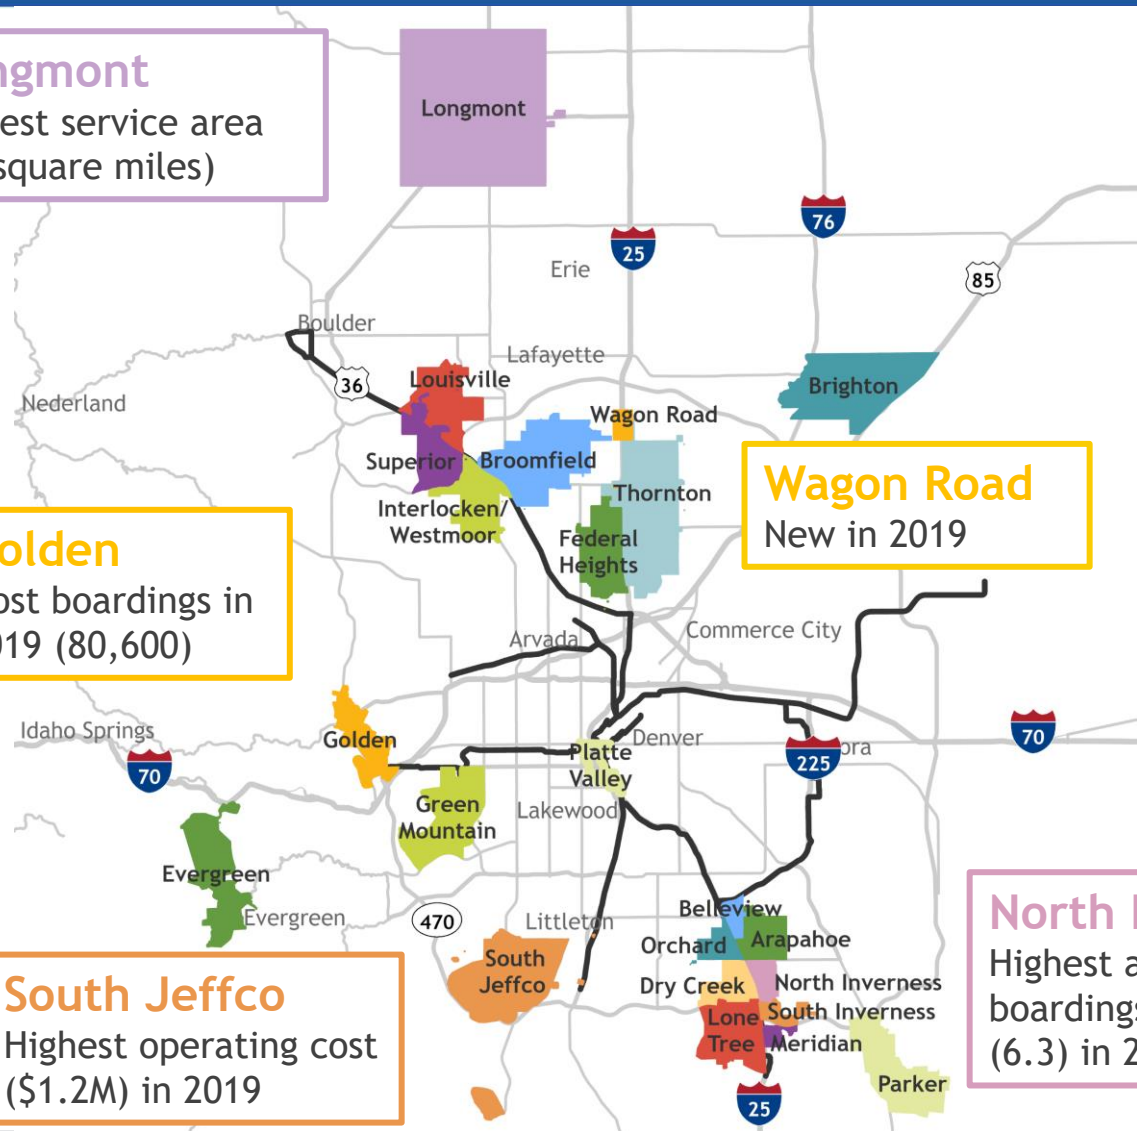 ngmont
est service area
square miles)
Longmont
76
25
Erie
85
Boulder
Lafayette
36
Louisville
Nederland
Brighton
Wagon Road
Superior
Broomfield
Wagon Road
New in 2019
Thornton
Interlocken/
Westmoor
Federal
Heights
olden
ost boardings in
019 (80,600)
Arvada
Commerce City
Idaho Springs
70
Golden
Platte
Valley
Denver
225
ora
70
Green
Mountain
Lakewood
Evergreen
Evergreen
470
Littleton
Belleview
Orchard
Arapahoe
South
Jeffco
Dry Creek
North Inverness
Lone
Tree
South Inverness
Meridian
Parker
25
North
Highest a
boardings
(6.3) in 2
South Jeffco
Highest operating cost
($1.2M) in 2019